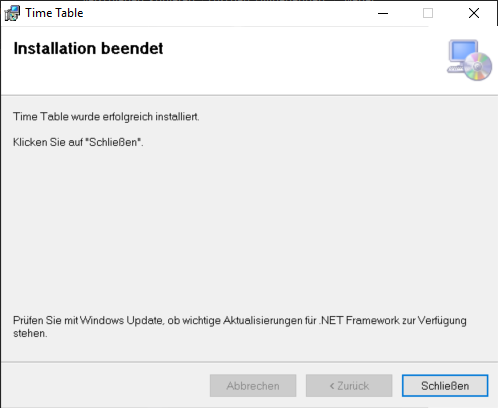 Time Table
Installation beendet
Time Table wurde erfolgreich installiert.
Klicken Sie auf "Schließen".
Prüfen Sie mit Windows Update, ob wichtige Aktualisierungen für .NET Framework zur Verfügung
stehen.
Abbrechen
< Zurück
Schließen